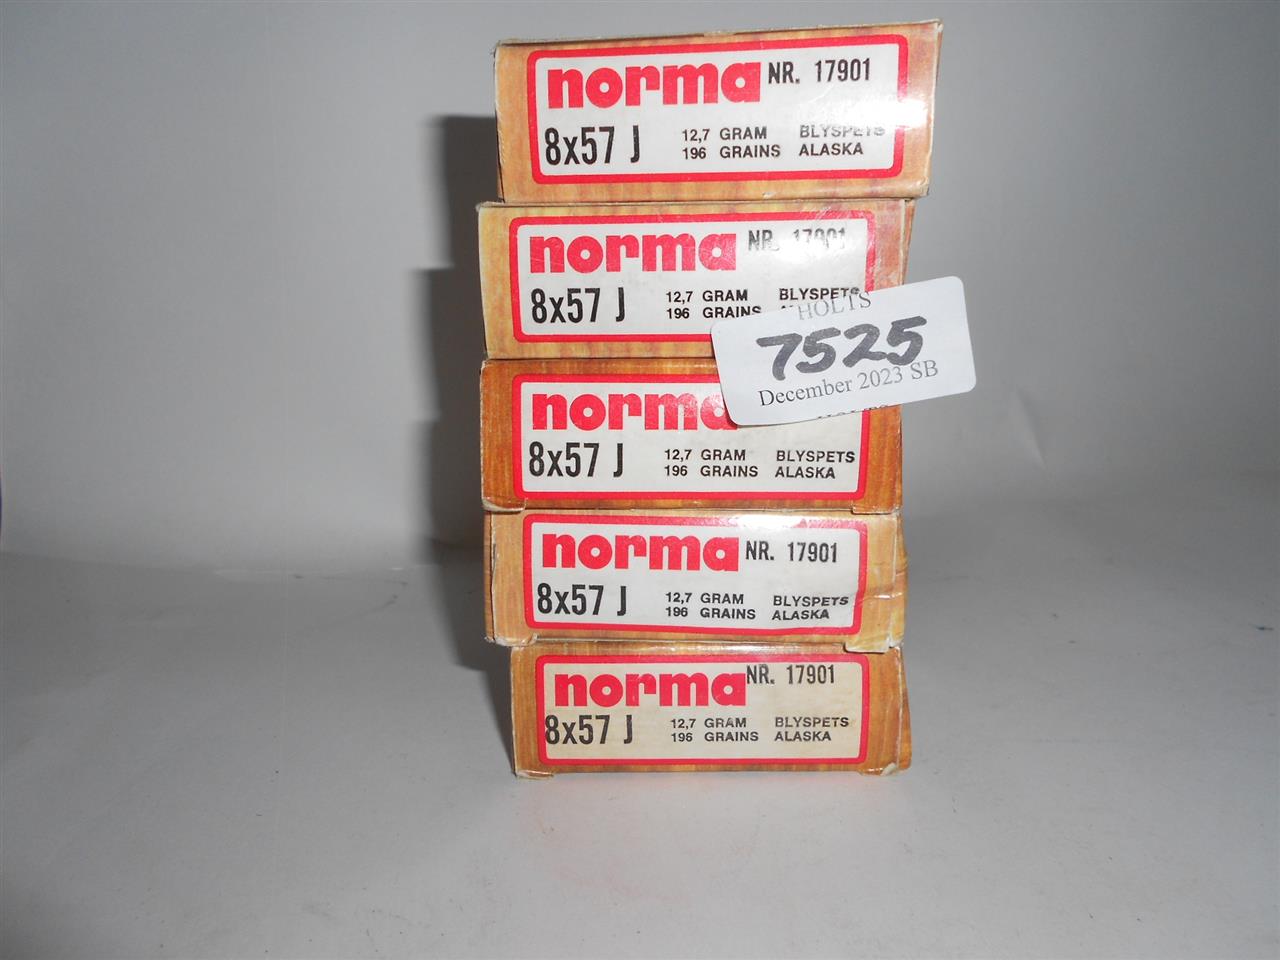 norma NR. 17901
8x57 J 12,7 GRAM BLYSPETS
196 GRAINS ALASKA
norma NR. 17901
8x57 J 12,7 GRAM BLYSPETS
196 GRAINS
HOLTS
7525
December 2023 SB
norma
8x57 J 12,7 GRAM BLYSPETS
196 GRAINS ALASKA
norma NR. 17901
8x57 J 12,7 GRAM BLYSPETS
196 GRAINS ALASKA
norma NR. 17901
8x57 J 12,7 GRAM BLYSPETS
196 GRAINS ALASKA